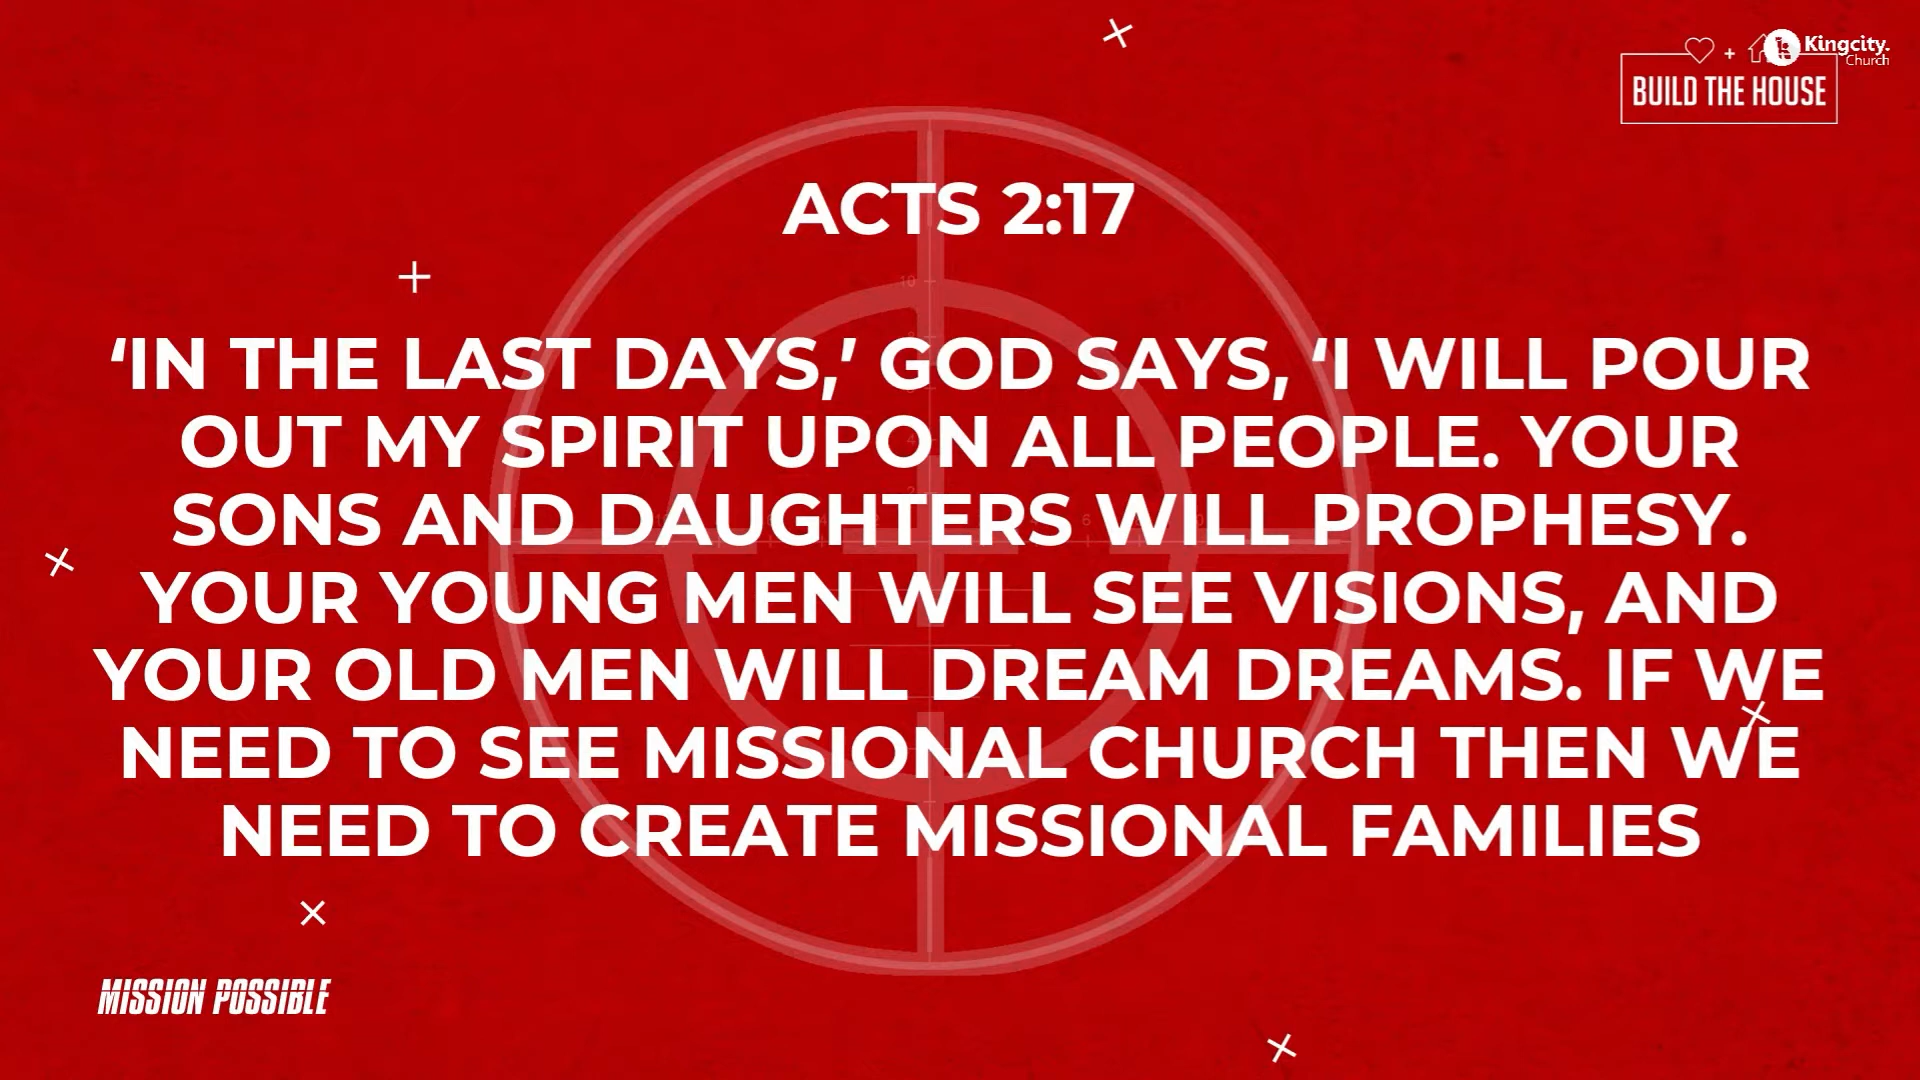 Kingcity.
Church
+
BUILD THE HOUSE
ACTS 2:17
‘IN THE LAST DAYS,’ GOD SAYS, ‘I WILL POUR
OUT MY SPIRIT UPON ALL PEOPLE. YOUR
SONS AND DAUGHTERS WILL PROPHESY.
YOUR YOUNG MEN WILL SEE VISIONS, AND
YOUR OLD MEN WILL DREAM DREAMS. IF WE
NEED TO SEE MISSIONAL CHURCH THEN WE
NEED TO CREATE MISSIONAL FAMILIES
MISSION POSSIBLE